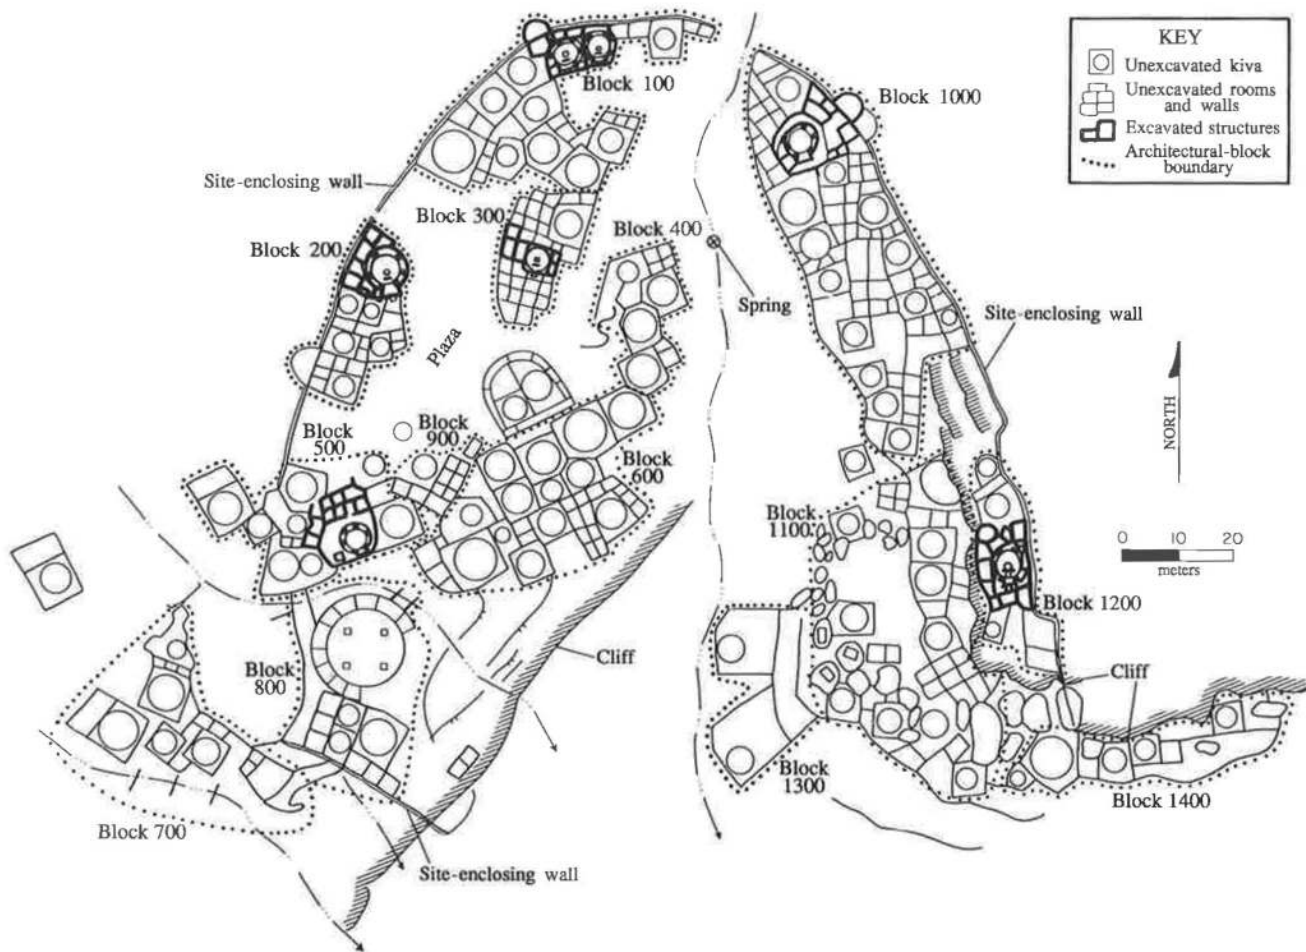 KEY
Unexcavated kiva
Unexcavated rooms
and walls
Excavated structures
Architectural-block
boundary
Block 100
Block 1000
Site-enclosing wall
Block 300
Block 400
Block 200
Spring
Site-enclosing wall
Plaza
NORTH
Block
500
Block
900
Block
600
Block
1100
0 10 20
meters
Block 1200
Cliff
Block
800
Cliff
Block
1300
Block 1400
Block 700
Site-enclosing wall